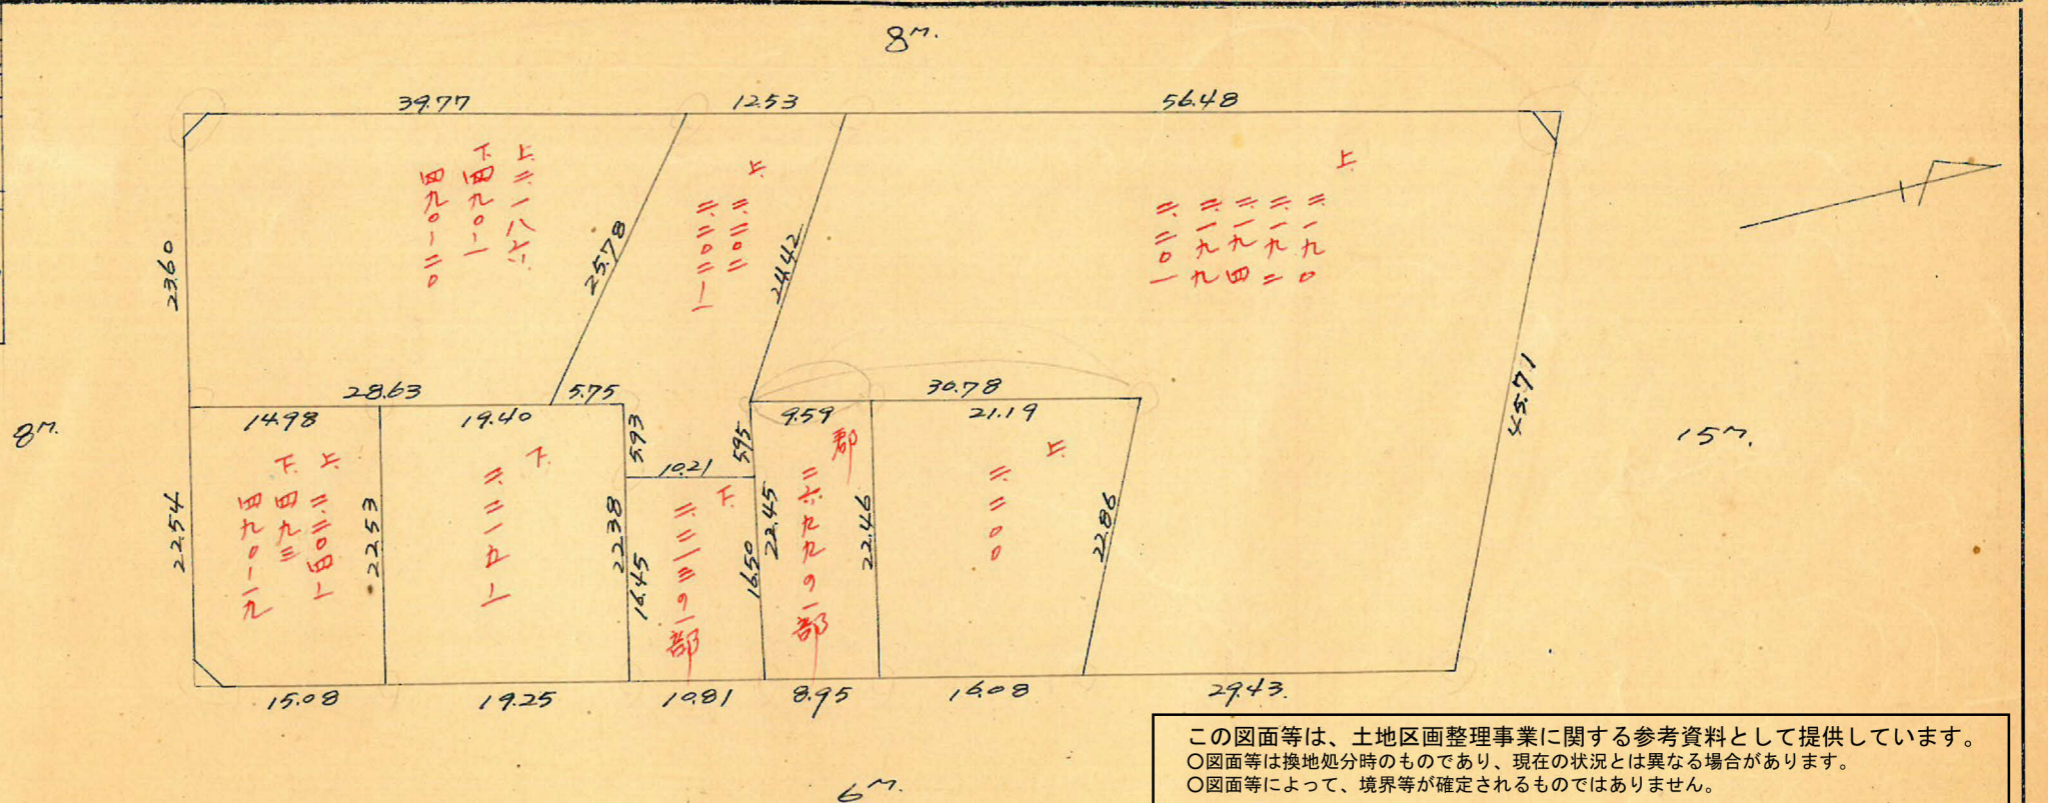 8m.
39.77
12.53
56.48
上.二一八六.
下四九〇-一
四九〇-二〇
上.
二.二〇二
二.二〇二-一
上
二.一九〇
二.一九二
二.一九四
二.一九九
二.二〇一
23.60
25.78
24.42
45.71
28.63
5.75
30.78
14.98
19.40
5.93
5.95
9.59
21.19
10.21
8m.
15m.
上.二.二〇四-一
下.四九三
四九〇-一九
下
二.二一五-一
下.
二.二一三の一部
郡
二六九九の一部
上.
二.二〇〇
22.54
22.53
22.38
16.45
16.50
22.45
22.46
22.86
15.08
19.25
10.81
8.95
16.08
29.43.
6m.
この図面等は、土地区画整理事業に関する参考資料として提供しています。
○図面等は換地処分時のものであり、現在の状況とは異なる場合があります。
○図面等によって、境界等が確定されるものではありません。